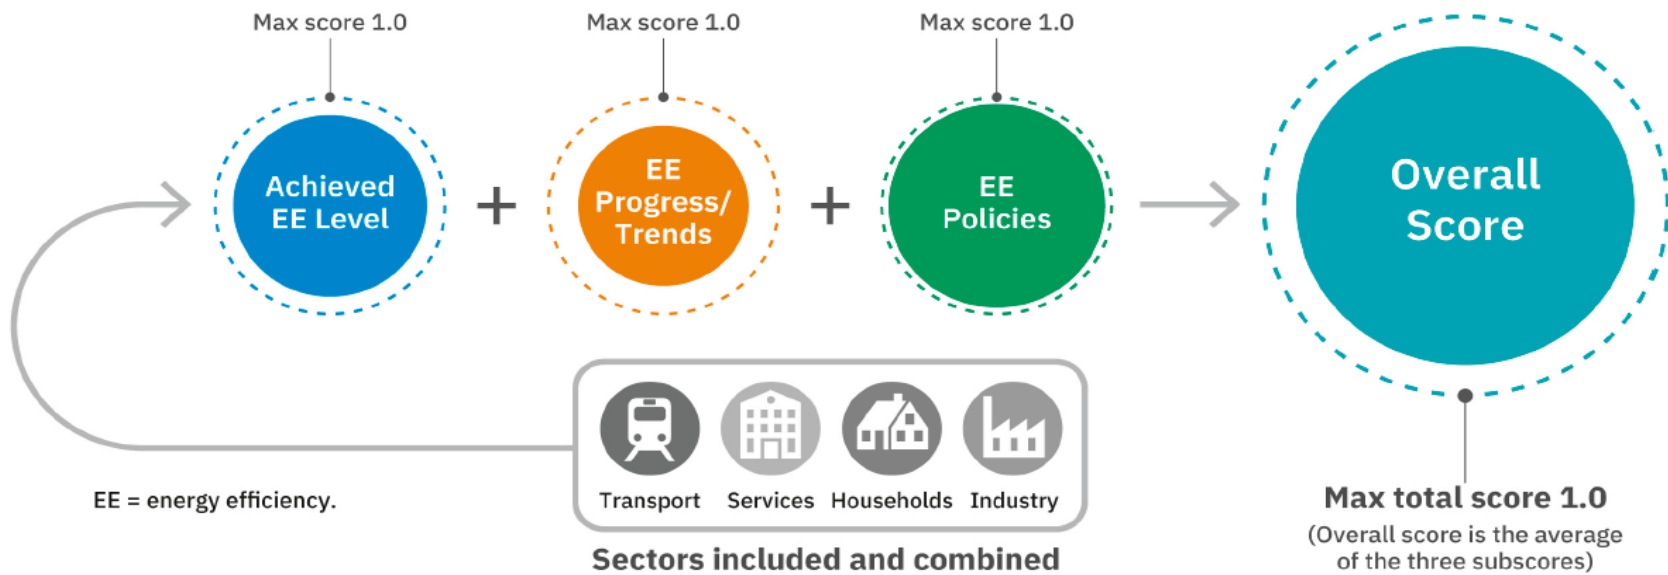 Max score 1.0
Max score 1.0
Max score 1.0
Achieved
EE Level
+
EE
Progress/
Trends
+
EE
Policies
Overall
Score
Transport
Services
Households
Industry
EE = energy efficiency.
Sectors included and combined
Max total score 1.0
(Overall score is the average
of the three subscores)